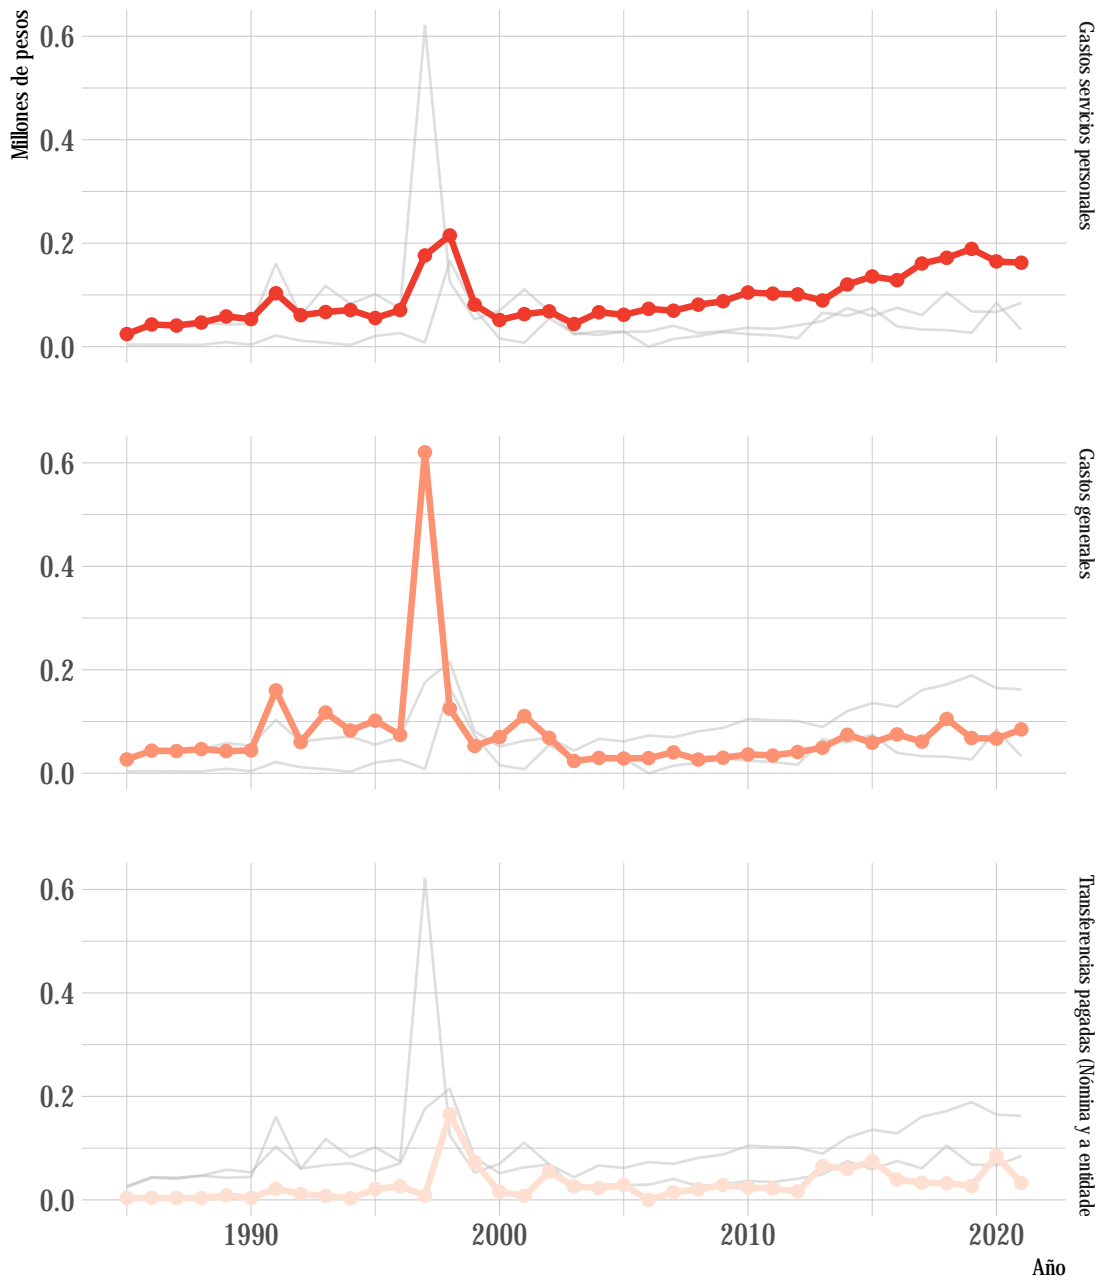 Millones de pesos
0.6
0.4
0.2
0.0
Gastos servicios personales
0.6
0.4
0.2
0.0
Gastos generales
0.6
0.4
0.2
0.0
Transferencias pagadas (Nómina y a entidade
1990 2000 2010 2020
Año